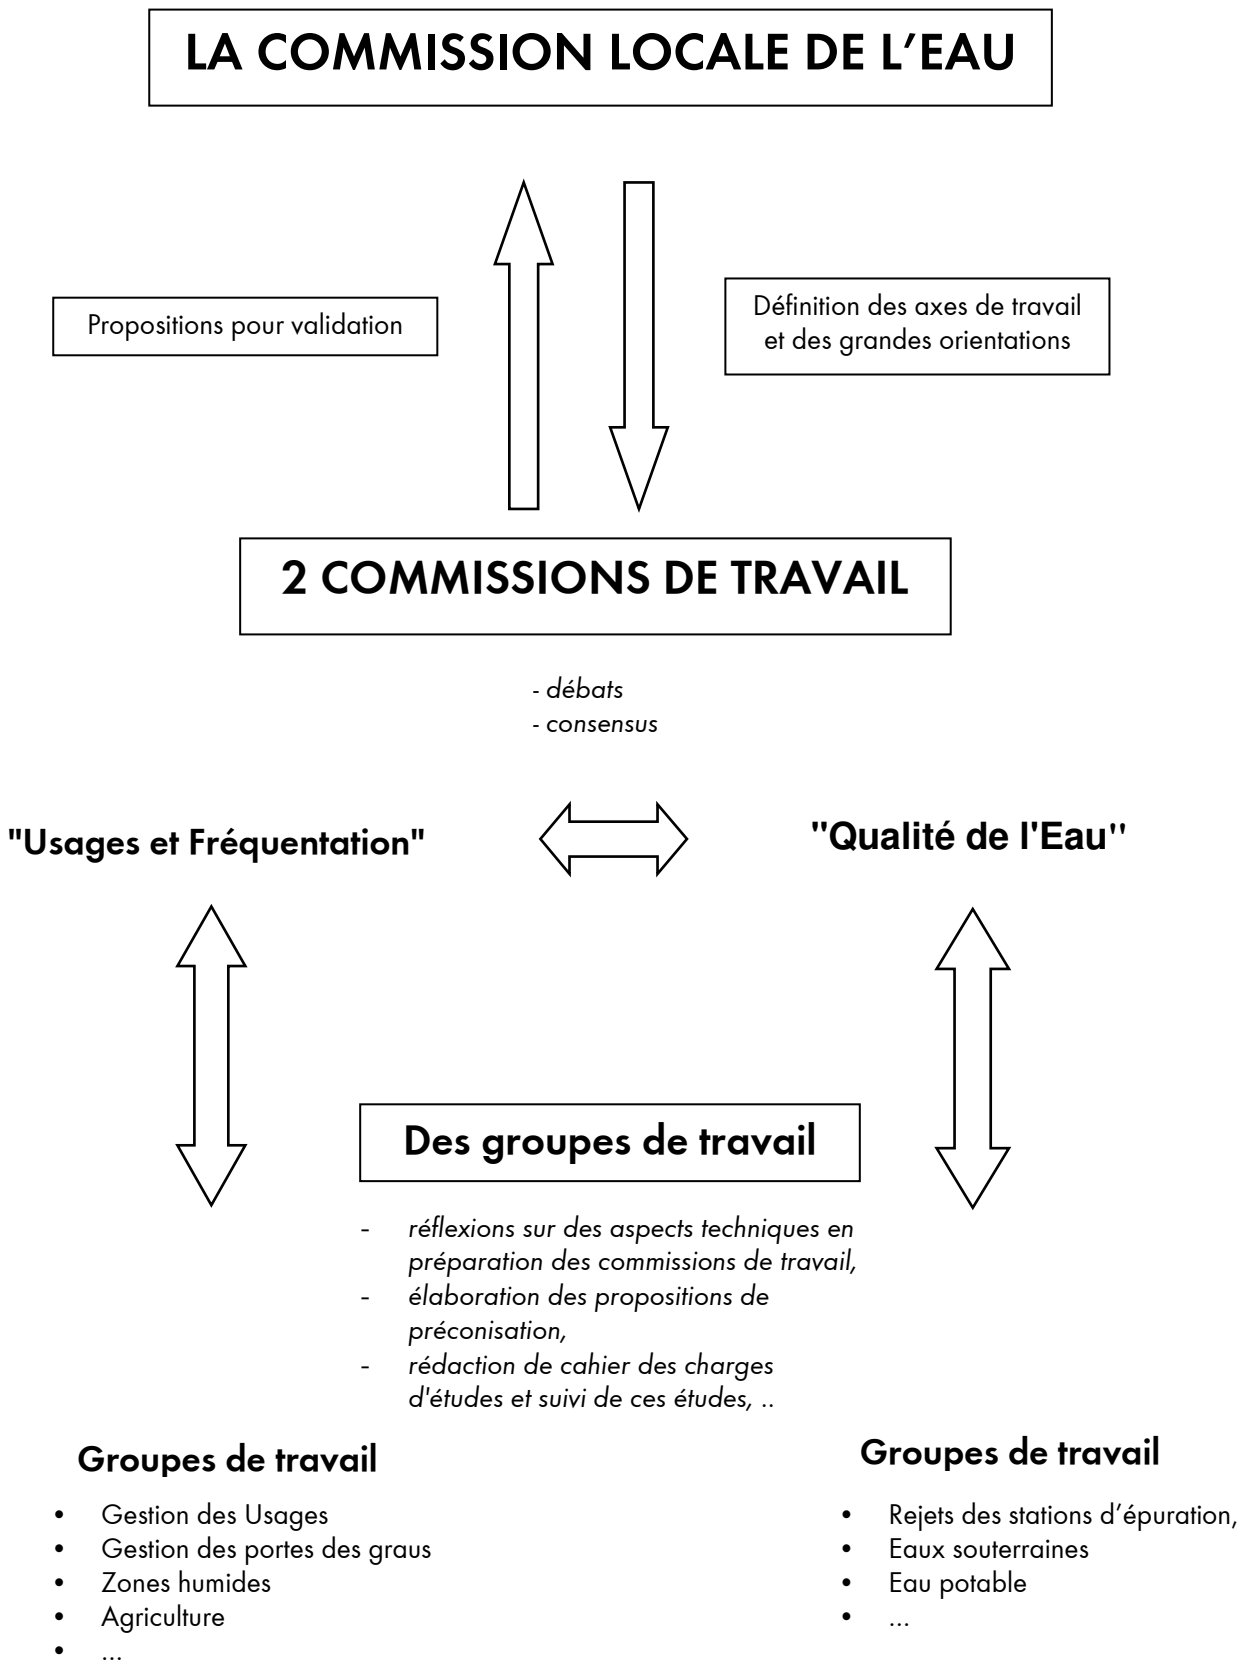 LA COMMISSION LOCALE DE L’EAU
Propositions pour validation
Définition des axes de travail
et des grandes orientations
2 COMMISSIONS DE TRAVAIL
- débats
- consensus
"Usages et Fréquentation"
"Qualité de l'Eau"
Des groupes de travail
- réflexions sur des aspects techniques en
préparation des commissions de travail,
- élaboration des propositions de
préconisation,
- rédaction de cahier des charges
d'études et suivi de ces études, ..
Groupes de travail
• Gestion des Usages
• Gestion des portes des graus
• Zones humides
• Agriculture
• ...
Groupes de travail
• Rejets des stations d’épuration,
• Eaux souterraines
• Eau potable
• ...